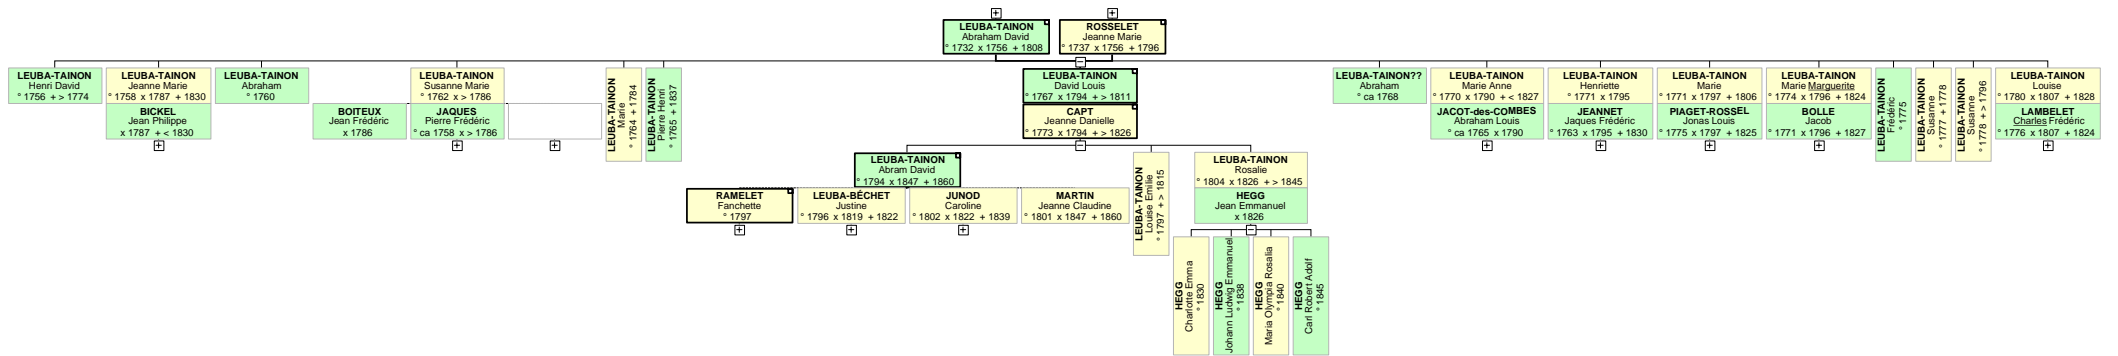 LEUBA-TAINON
Abraham David
° 1732 x 1756 + 1808
ROSSELET
Jeanne Marie
° 1737 x 1756 + 1796
LEUBA-TAINON
Henri David
° 1756 + > 1774
LEUBA-TAINON
Jeanne Marie
° 1758 x 1787 + 1830
BICKEL
Jean Philippe
x 1787 + < 1830
LEUBA-TAINON
Abraham
° 1760
LEUBA-TAINON
Susanne Marie
° 1762 x > 1786
BOITEUX
Jean Frédéric
x 1786
JAQUES
Pierre Frédéric
° ca 1758 x > 1786
LEUBA-TAINON
Marie
° 1764 + 1784
LEUBA-TAINON
Pierre Henri
° 1765 + 1837
LEUBA-TAINON
David Louis
° 1767 x 1794 + > 1811
CAPT
Jeanne Danielle
° 1773 x 1794 + > 1826
LEUBA-TAINON
Abram David
° 1794 x 1847 + 1860
RAMELET
Fanchette
° 1797
LEUBA-BÉCHET
Justine
° 1796 x 1819 + 1822
JUNOD
Caroline
° 1802 x 1822 + 1839
MARTIN
Jeanne Claudine
° 1801 x 1847 + 1860
LEUBA-TAINON
Louise Emilie
° 1797 + > 1815
LEUBA-TAINON
Rosalie
° 1804 x 1826 + > 1845
HEGG
Jean Emmanuel
x 1826
HEGG
Charlotte Emma
° 1830
HEGG
Johann Ludwig Emmanuel
° 1838
HEGG
Maria Olympia Rosalia
° 1840
HEGG
Carl Robert Adolf
° 1845
LEUBA-TAINON??
Abraham
° ca 1768
LEUBA-TAINON
Marie Anne
° 1770 x 1790 + < 1827
JACOT-des-COMBES
Abraham Louis
° ca 1765 x 1790
LEUBA-TAINON
Henriette
° 1771 x 1795
JEANNET
Jaques Frédéric
° 1763 x 1795 + 1830
LEUBA-TAINON
Marie
° 1771 x 1797 + 1806
PIAGET-ROSSEL
Jonas Louis
° 1775 x 1797 + 1825
LEUBA-TAINON
Marie Marguerite
° 1774 x 1796 + 1824
BOLLE
Jacob
° 1771 x 1796 + 1827
LEUBA-TAINON
Frédéric
° 1775
LEUBA-TAINON
Susanne
° 1777 + 1778
LEUBA-TAINON
Susanne
° 1778 + > 1796
LEUBA-TAINON
Louise
° 1780 x 1807 + 1828
LAMBELET
Charles Frédéric
° 1776 x 1807 + 1824